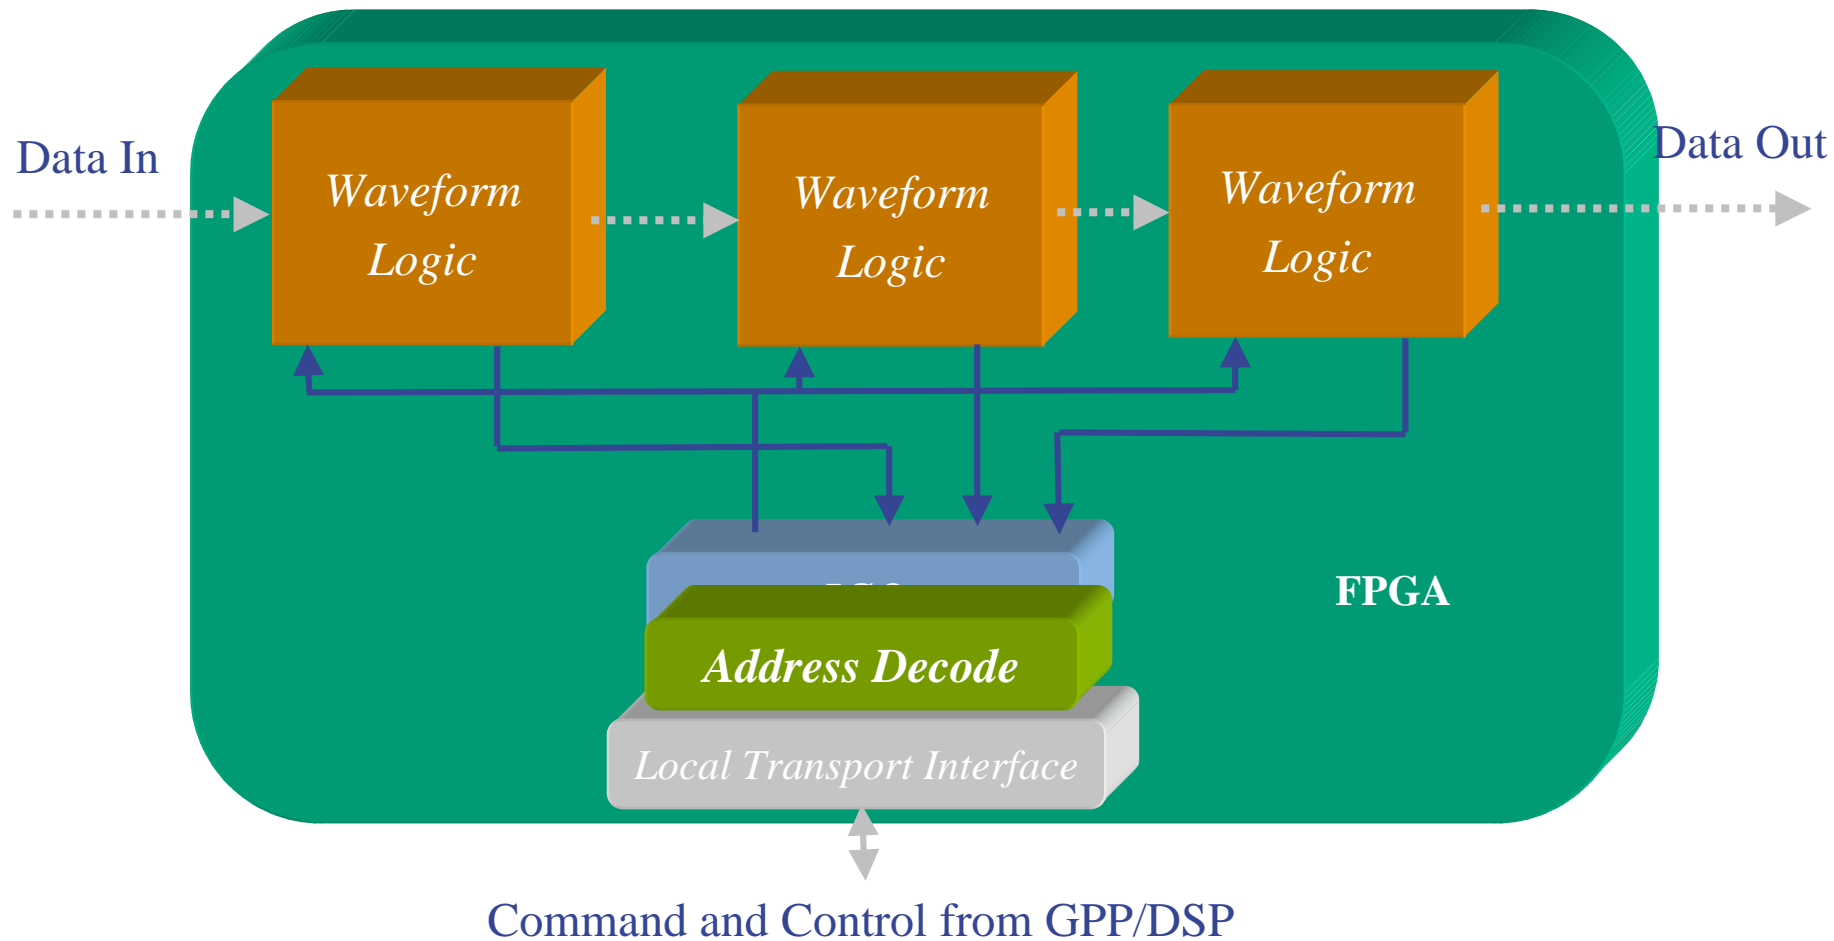 Data In
Data Out
Waveform
Logic
Waveform
Logic
Waveform
Logic
FPGA
Address Decode
Local Transport Interface
Command and Control from GPP/DSP